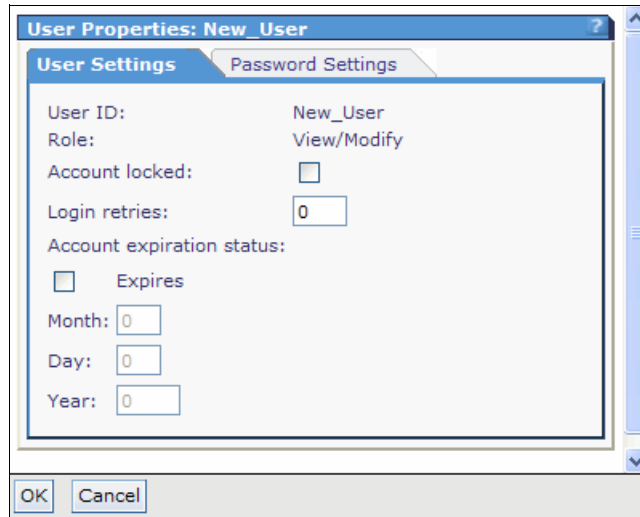 User Properties: New_User ?
User Settings Password Settings
User ID: New_User
Role: View/Modify
Account locked:
Login retries: 0
Account expiration status:
Expires
Month: 0
Day: 0
Year: 0
OK Cancel